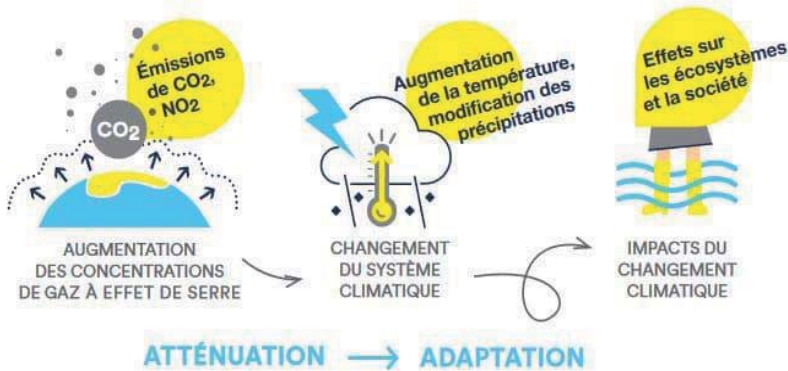 Émissions
de CO2,
NO2
CO2
AUGMENTATION
DES CONCENTRATIONS
DE GAZ À EFFET DE SERRE
Augmentation
de la température,
modification des
précipitations
CHANGEMENT
DU SYSTÈME
CLIMATIQUE
Effets sur
les écosystèmes
et la société
IMPACTS DU
CHANGEMENT
CLIMATIQUE
ATTÉNUATION → ADAPTATION